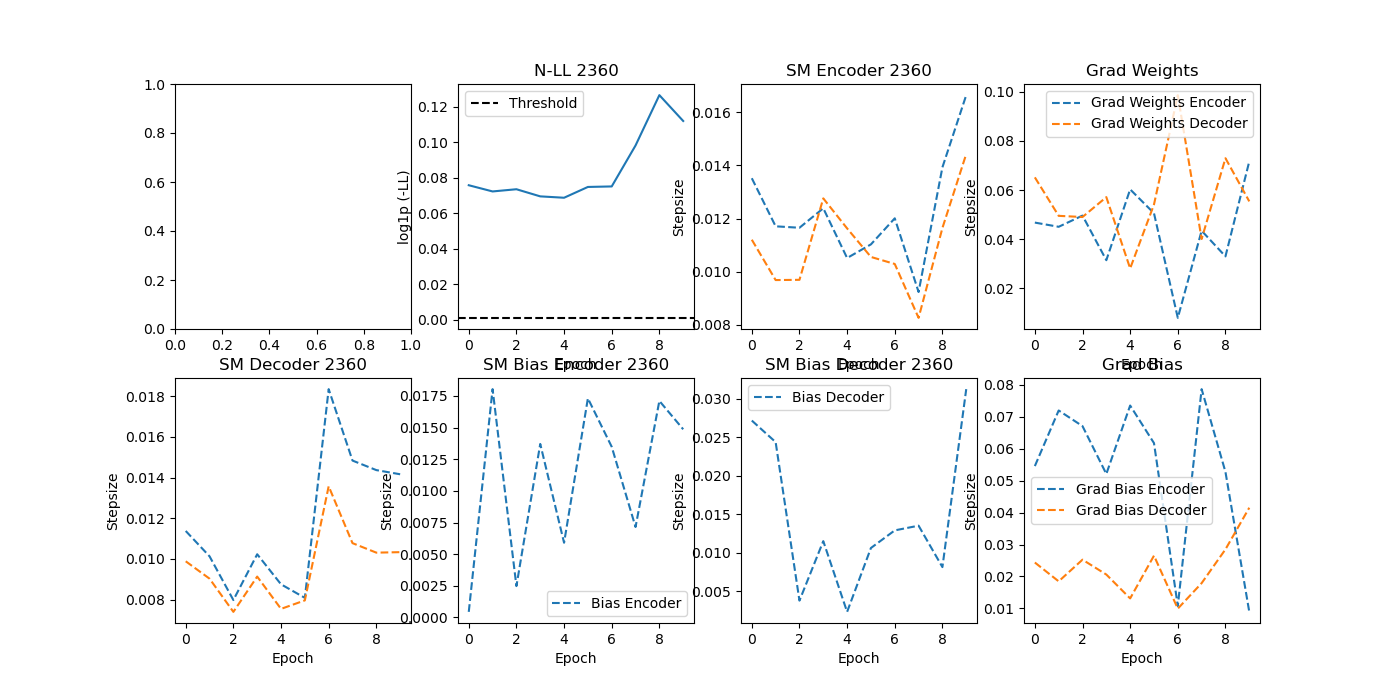 1.0
0.8
0.6
0.4
0.2
0.0
0.0 0.2 0.4 0.6 0.8 1.0
N-LL 2360
Threshold
log1p (-LL)
0.12
0.10
0.08
0.06
0.04
0.02
0.00
0 2 4 6 8
Epoch
SM Encoder 2360
Stepsize
0.016
0.014
0.012
0.010
0.008
0 2 4 6 8
Epoch
Grad Weights
Grad Weights Encoder
Grad Weights Decoder
Stepsize
0.10
0.08
0.06
0.04
0.02
0 2 4 6 8
Epoch
SM Decoder 2360
Stepsize
0.018
0.016
0.014
0.012
0.010
0.008
0 2 4 6 8
Epoch
SM Bias Encoder 2360
Stepsize
0.0175
0.0150
0.0125
0.0100
0.0075
0.0050
0.0025
0.0000
Bias Encoder
0 2 4 6 8
Epoch
SM Bias Decoder 2360
Bias Decoder
Stepsize
0.030
0.025
0.020
0.015
0.010
0.005
0 2 4 6 8
Epoch
Grad Bias
Stepsize
0.08
0.07
0.06
0.05
0.04
0.03
0.02
0.01
Grad Bias Encoder
Grad Bias Decoder
0 2 4 6 8
Epoch